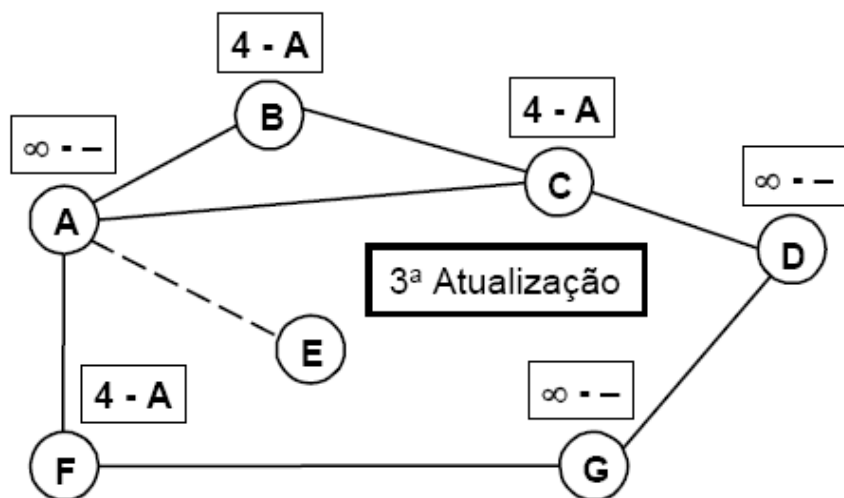 4 - A
B
4 - A
∞ - –
C
∞ - –
A
D
3ª Atualização
E
∞ - –
4 - A
F
G